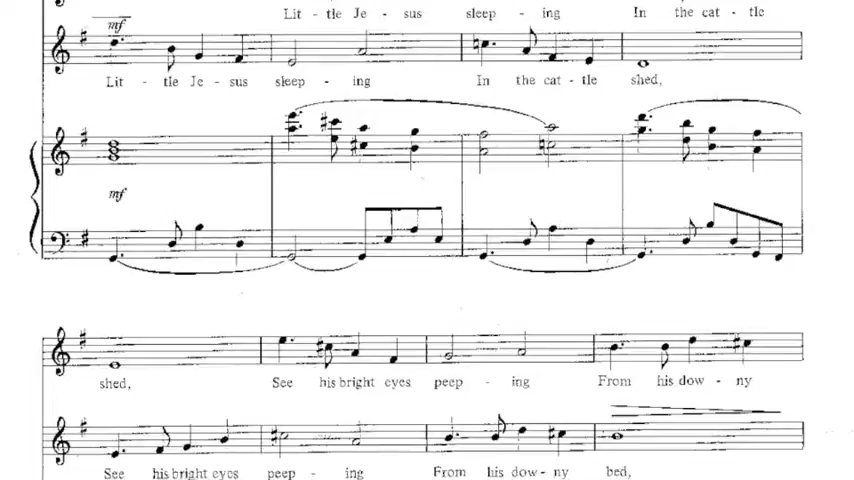 Lit - tle Je - sus sleep - ing In the cat - tle
mf
Lit - tle Je - sus sleep - ing In the cat - tle shed,
mf
shed, See his bright eyes peep - ing From his dow - ny
See his bright eyes peep - ing From his dow - ny bed,